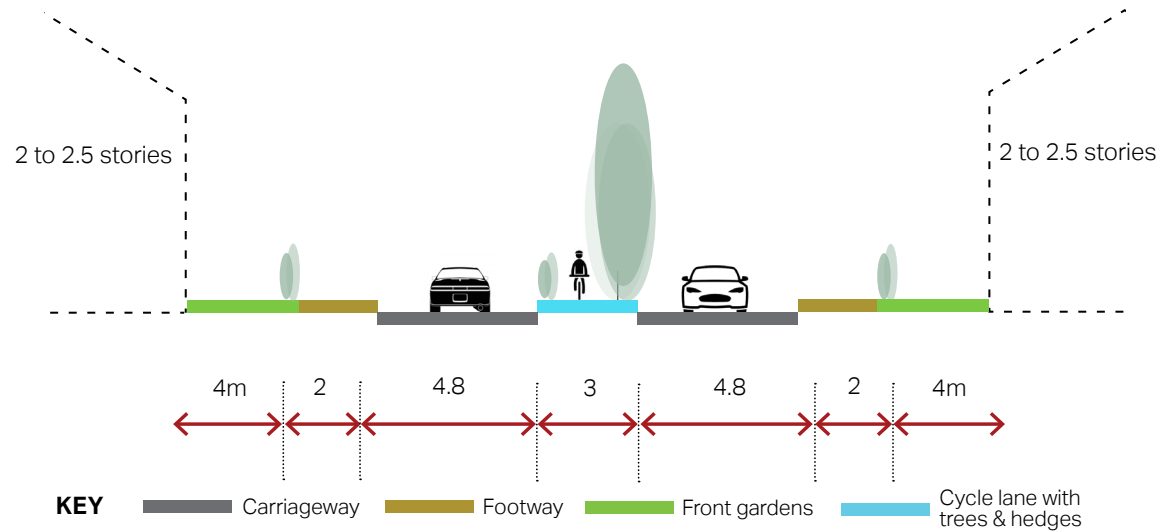 2 to 2.5 stories
2 to 2.5 stories
4m
2
4.8
3
4.8
2
4m
KEY
Carriageway
Footway
Front gardens
Cycle lane with
trees & hedges